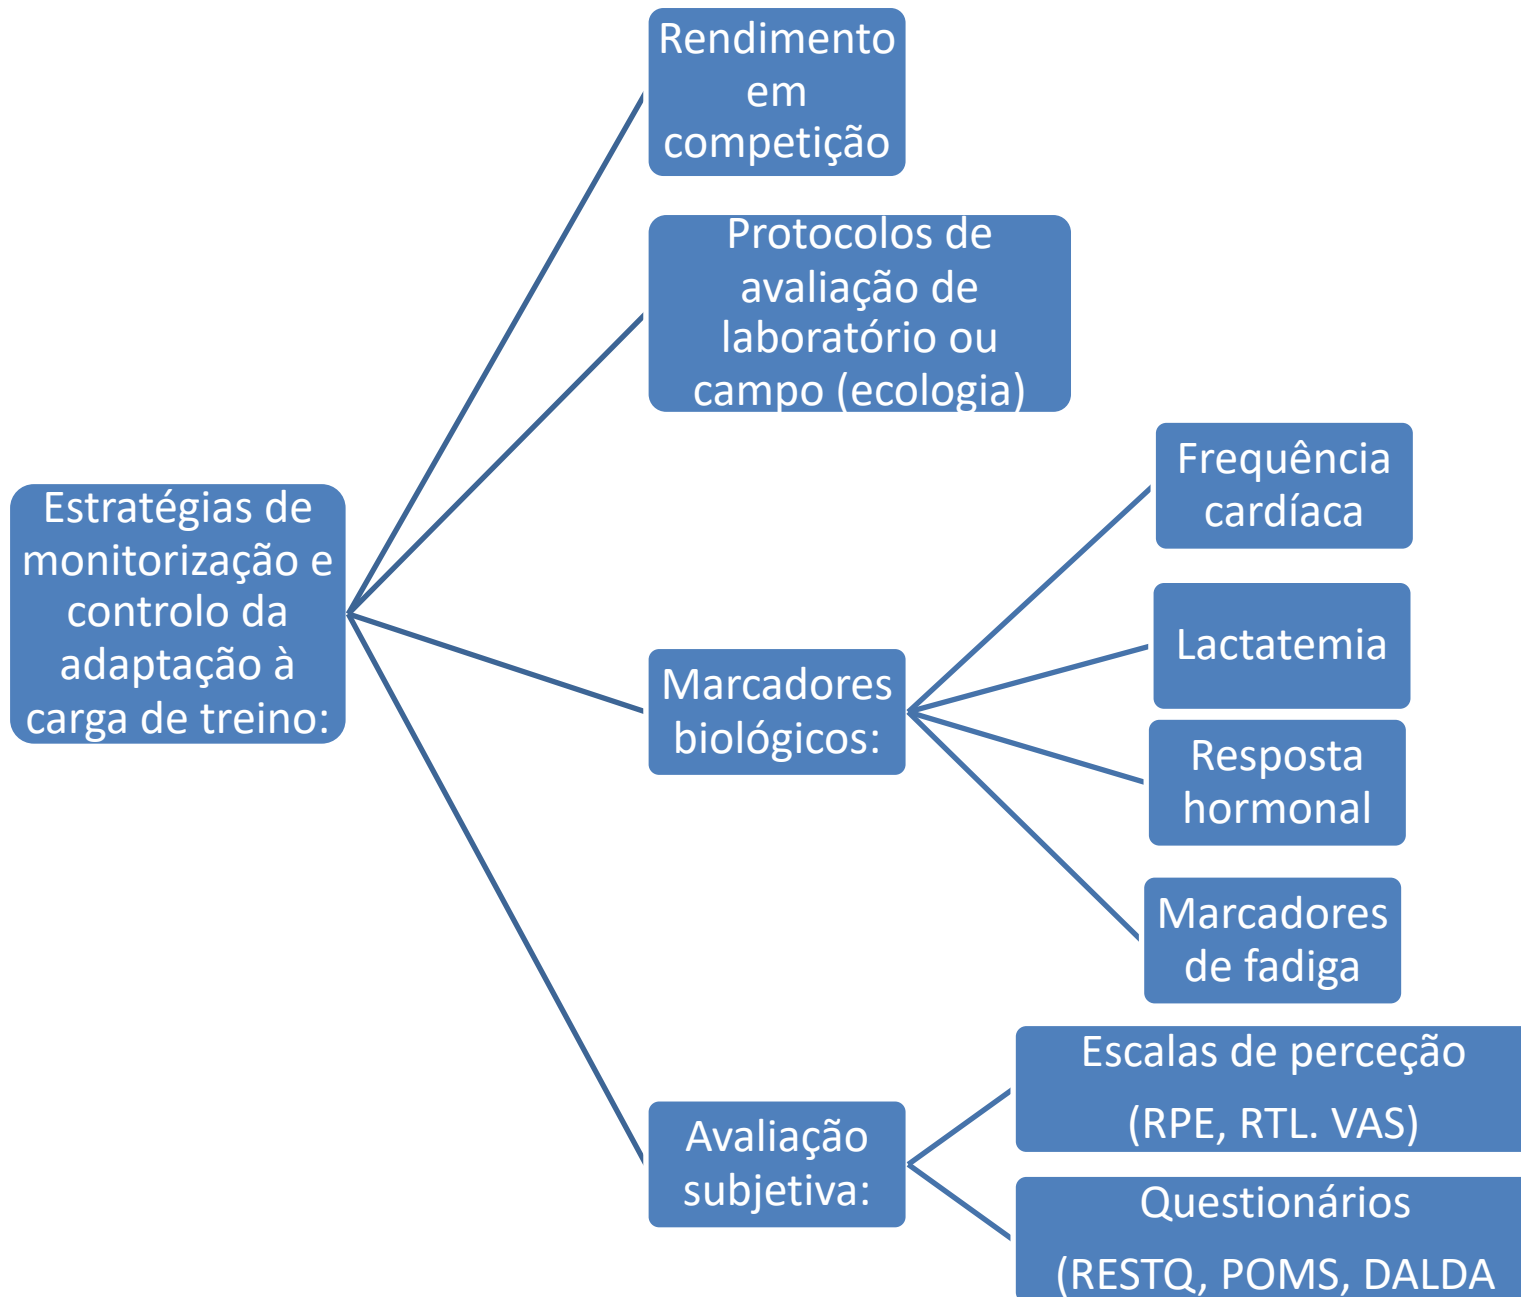 Rendimento
em
competição
Protocolos de
avaliação de
laboratório ou
campo (ecologia)
Estratégias de
monitorização e
controlo da
adaptação à
carga de treino:
Marcadores
biológicos:
Frequência
cardíaca
Lactatemia
Resposta
hormonal
Marcadores
de fadiga
Avaliação
subjetiva:
Escalas de perceção
(RPE, RTL. VAS)
Questionários
(RESTQ, POMS, DALDA